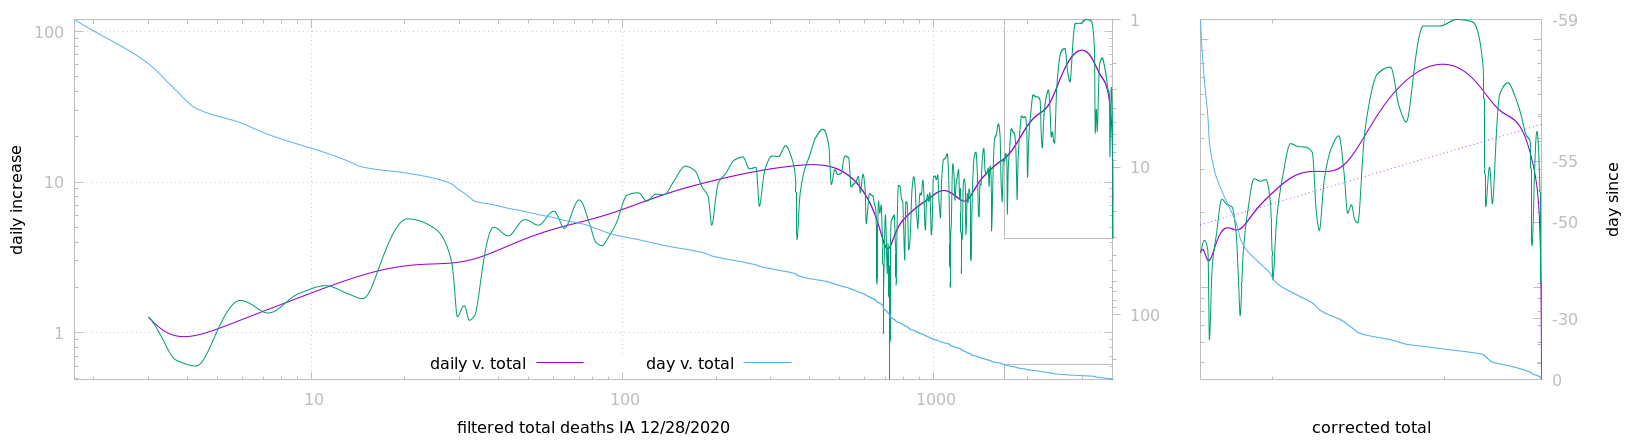 100
10
1
daily increase
10
100
1000
filtered total deaths IA 12/28/2020
daily v. total
day v. total
1
10
100
-59
-55
-50
-30
0
day since
corrected total